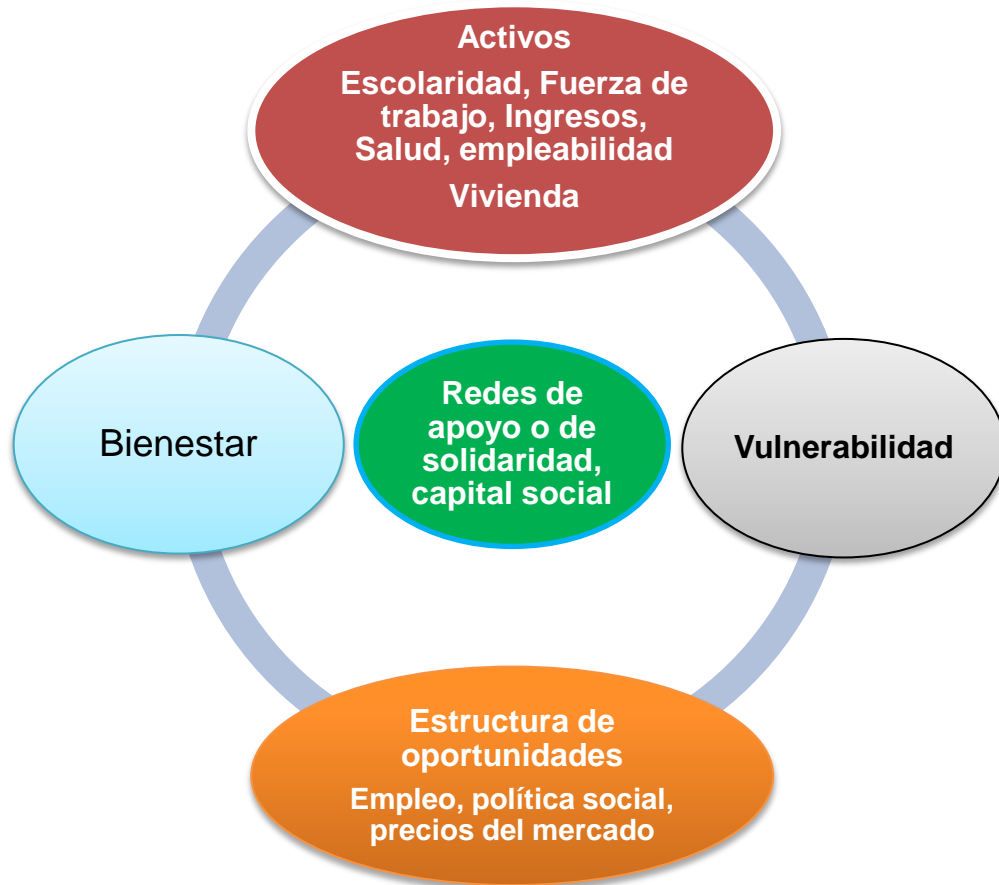 Activos
Escolaridad, Fuerza de
trabajo, Ingresos,
Salud, empleabilidad
Vivienda
Bienestar
Redes de
apoyo o de
solidaridad,
capital social
Vulnerabilidad
Estructura de
oportunidades
Empleo, política social,
precios del mercado